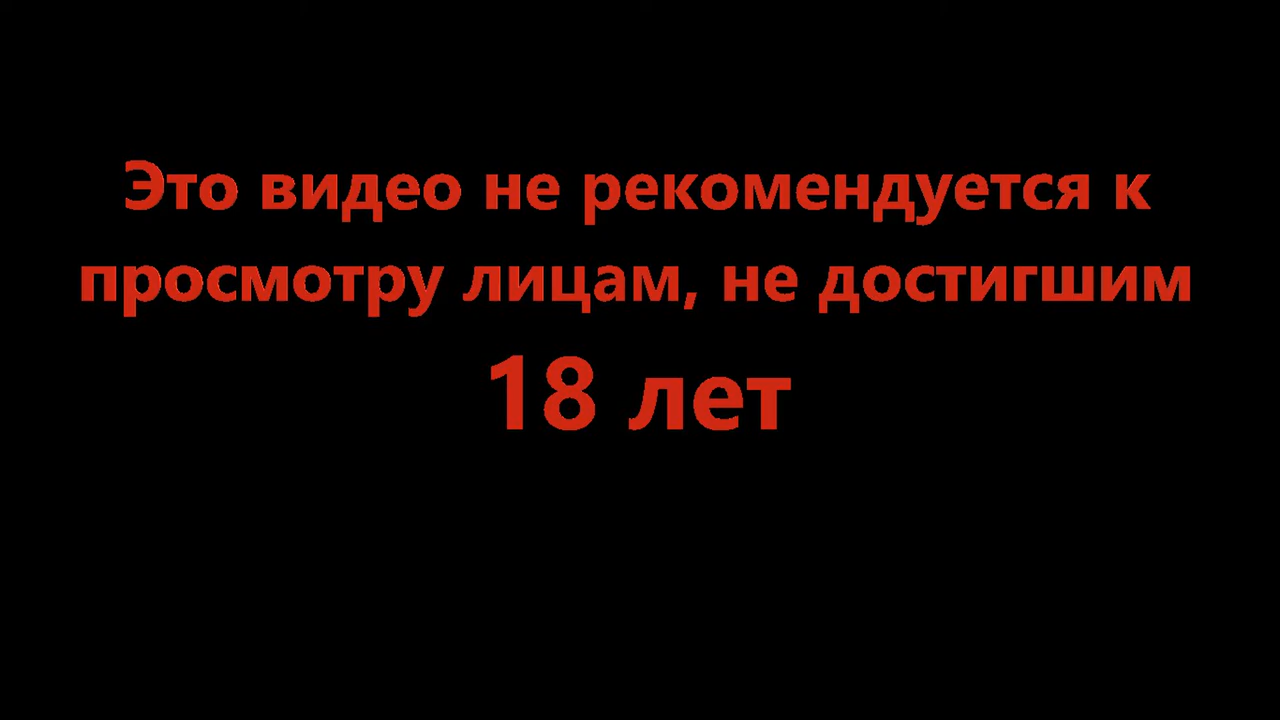 Это видео не рекомендуется к
просмотру лицам, не достигшим
18 лет